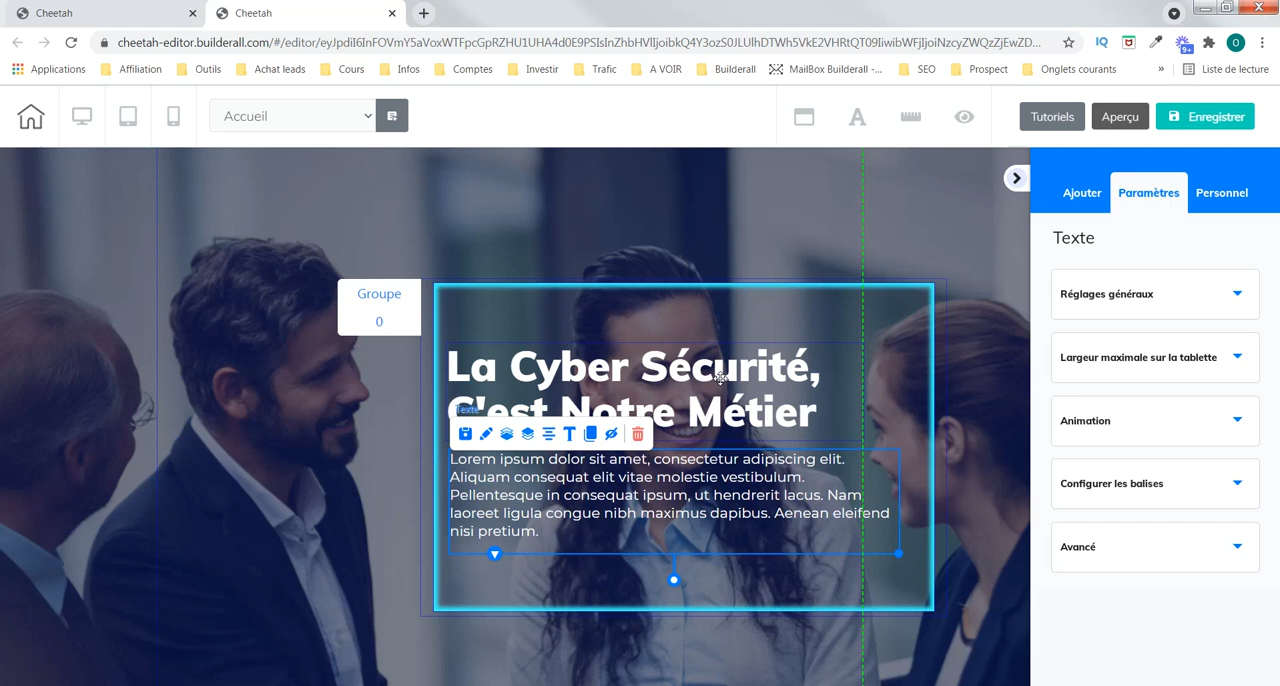 Cheetah
Cheetah
cheetah-editor.builderall.com/#/editor/eyJpdiI6InFOVmY5aVoxWTFpcGpRZHU1UHA4d0E9PSIsInZhbHVlIjoibkQ4Y3ozS0JLUlhDTWh5VkE2VHRtQT09IiwibWFjIjoiNzcyZWQzZjEwZD...
Applications
Affiliation
Outils
Achat leads
Cours
Infos
Comptes
Investir
Trafic
A VOIR
Builderall
MailBox Builderall -...
SEO
Prospect
Onglets courants
»
Liste de lecture
IQ
9+
O
Accueil
Tutoriels
Aperçu
Enregistrer
Ajouter
Paramètres
Personnel
Texte
Réglages généraux
Largeur maximale sur la tablette
Animation
Configurer les balises
Avancé
Groupe
0
La Cyber Sécurité,
C'est Notre Métier
Texte
Lorem ipsum dolor sit amet, consectetur adipiscing elit.
Aliquam consequat elit vitae molestie vestibulum.
Pellentesque in consequat ipsum, ut hendrerit lacus. Nam
laoreet ligula congue nibh maximus dapibus. Aenean eleifend
nisi pretium.